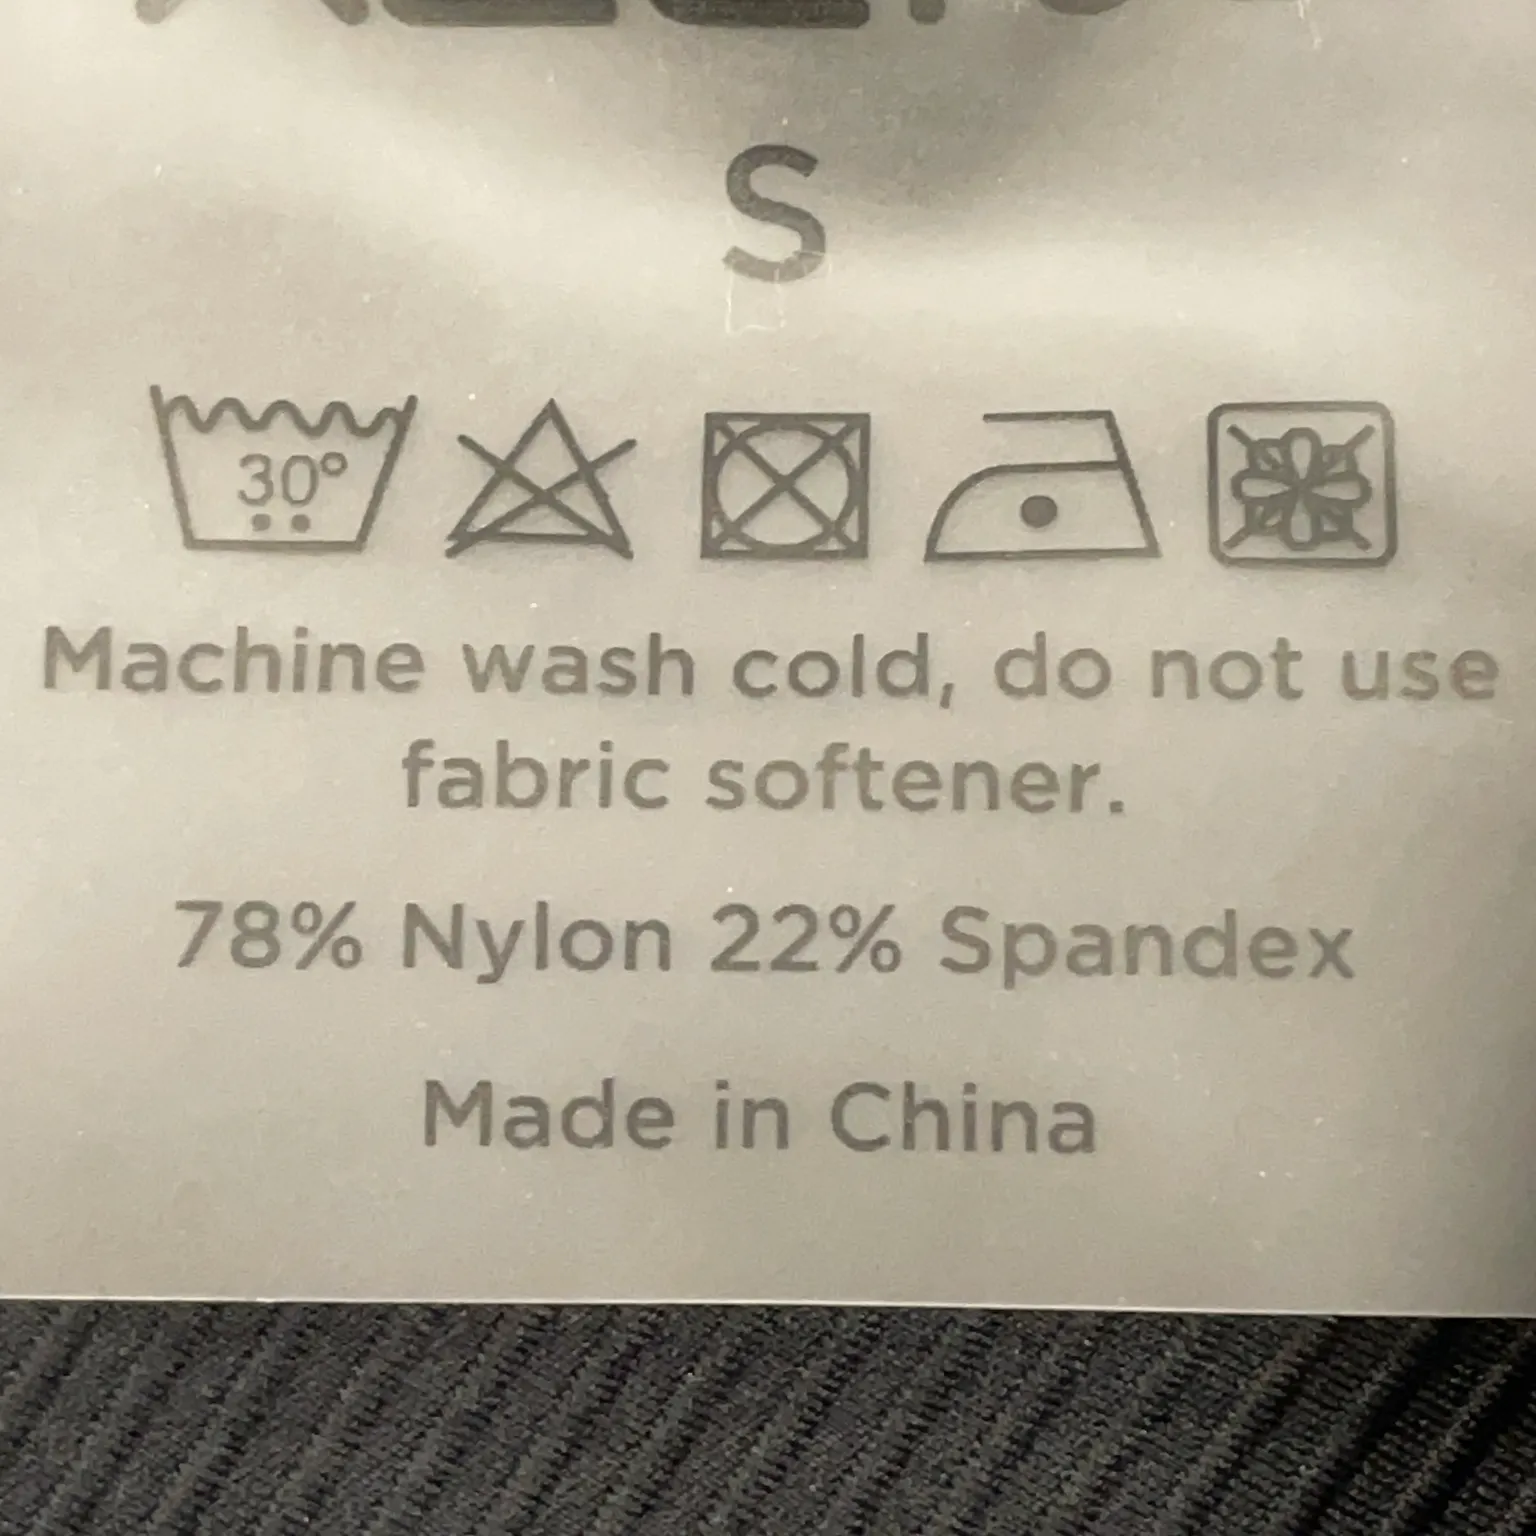 S
30°
Machine wash cold, do not use
fabric softener.
78% Nylon 22% Spandex
Made in China